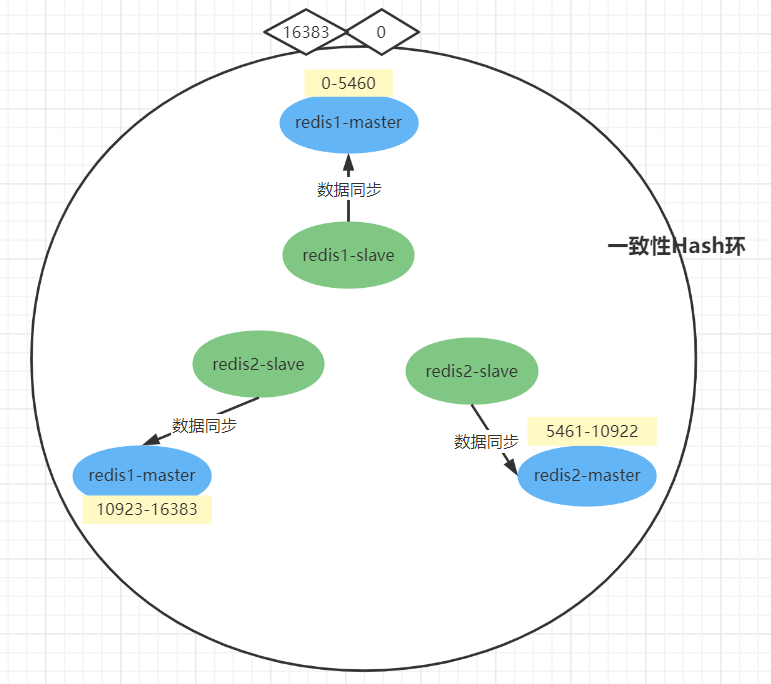 16383
0
0-5460
redis1-master
数据同步
redis1-slave
一致性Hash环
redis2-slave
redis2-slave
数据同步
5461-10922
数据同步
redis1-master
redis2-master
10923-16383